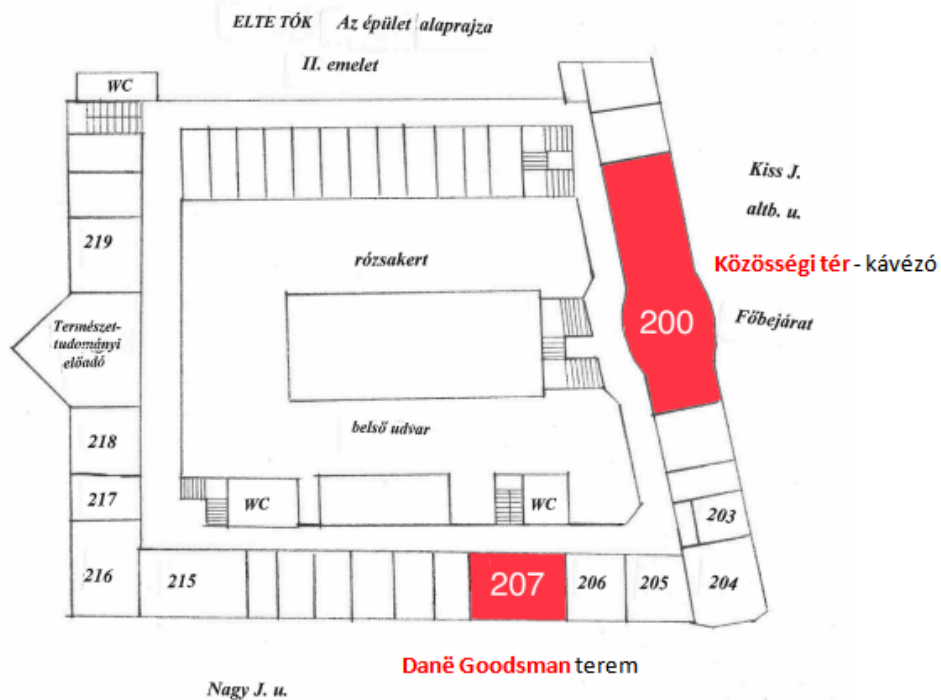 ELTE TÓK Az épület alaprajza
II. emelet
WC
Kiss J.
altb. u.
219
rózsakert
Közösségi tér - kávézó
200
Főbejárat
Természet-
tudományi
előadó
218
belső udvar
217
WC
WC
203
216
215
207
206
205
204
Danë Goodsman terem
Nagy J. u.